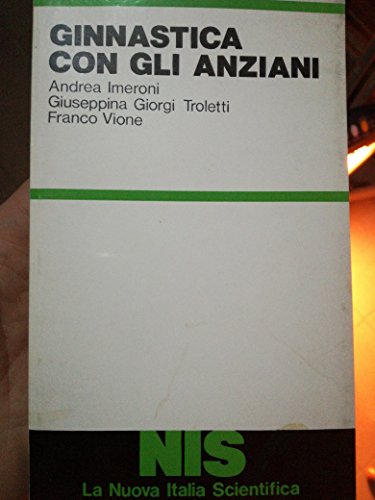 GINNASTICA
CON GLI ANZIANI
Andrea Imeroni
Giuseppina Giorgi Troletti
Franco Vione
NIS
La Nuova Italia Scientifica